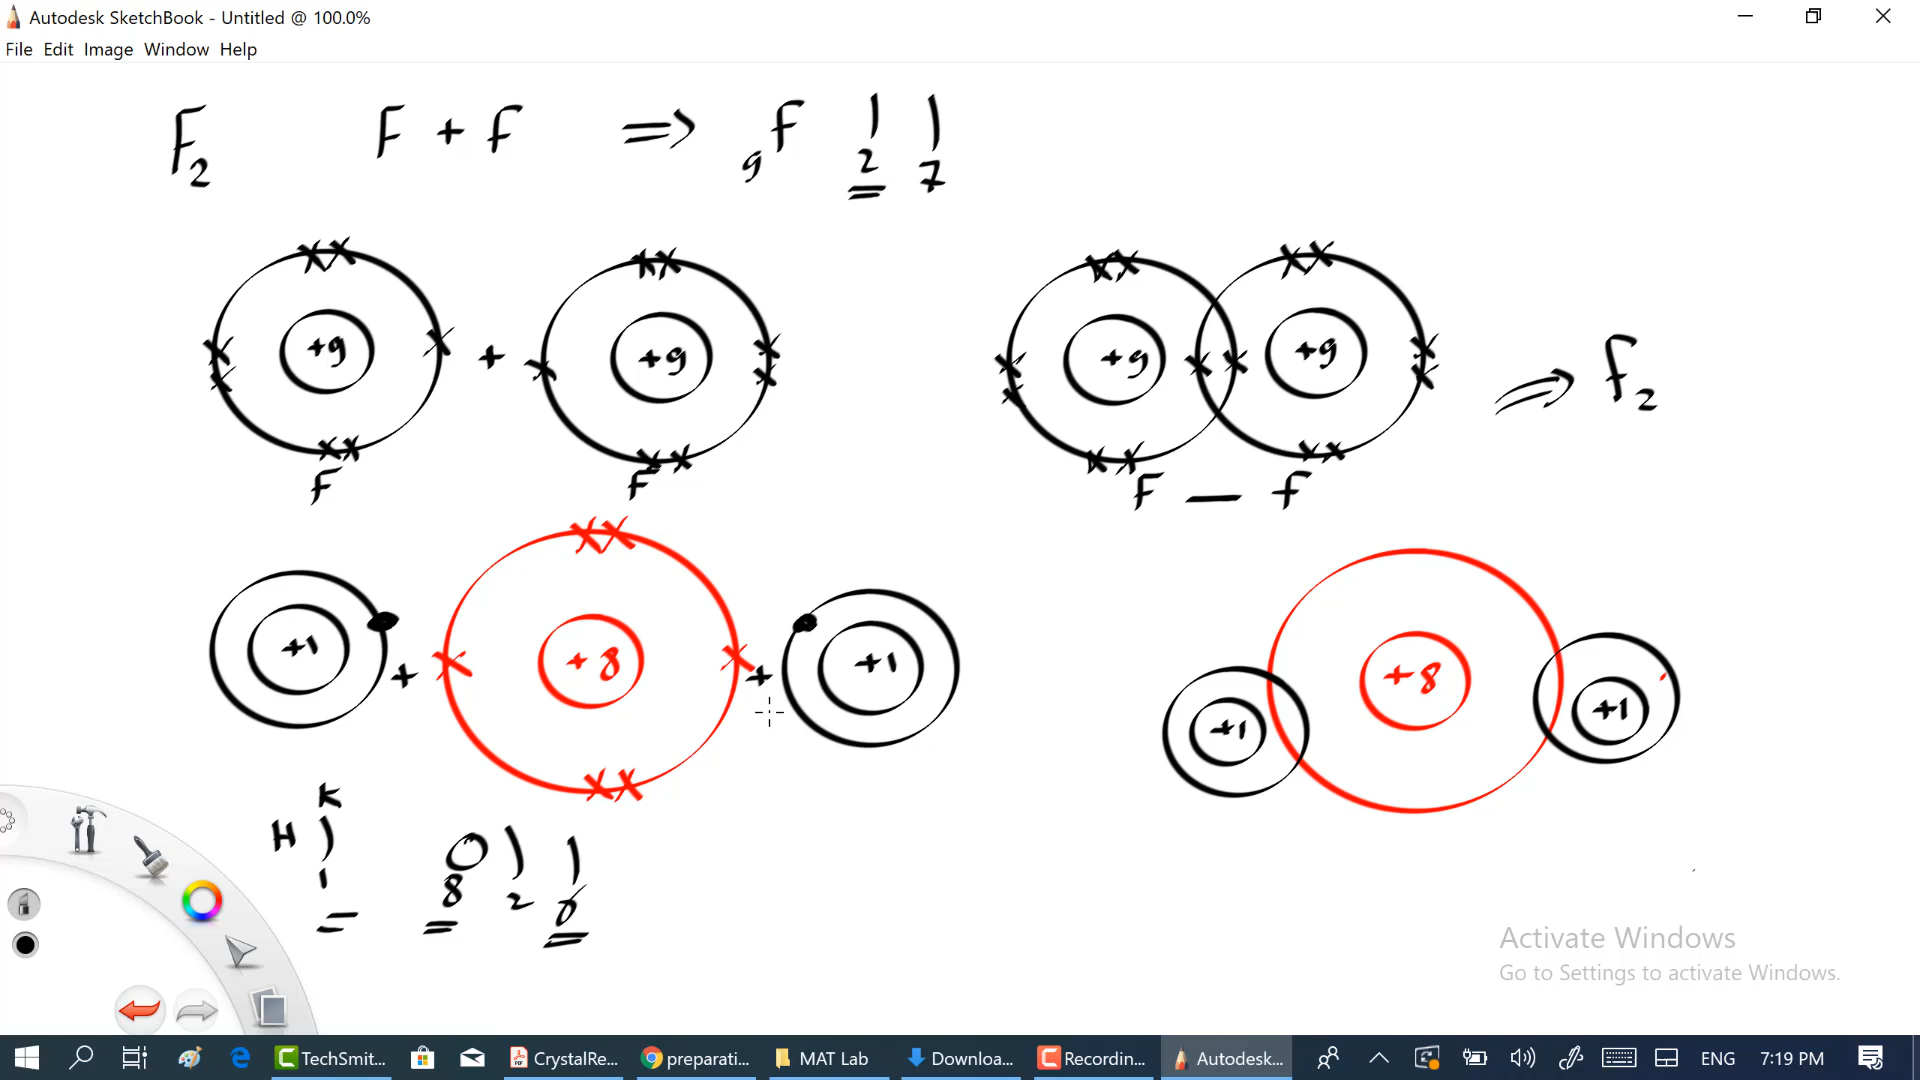 Autodesk SketchBook - Untitled @ 100.0%
File Edit Image Window Help
F2 F + F ⇒ 9F ) )
2 7
+9 + +9 +9 +9 ⇒ F2
F F F — F
+1 + +8 + +1 +8 +1 +1
K
H ) O ) )
1 8 2 6
Activate Windows
Go to Settings to activate Windows.
TechSmit... CrystalRe... preparati... MAT Lab Downloa... Recordin... Autodesk... ENG 7:19 PM